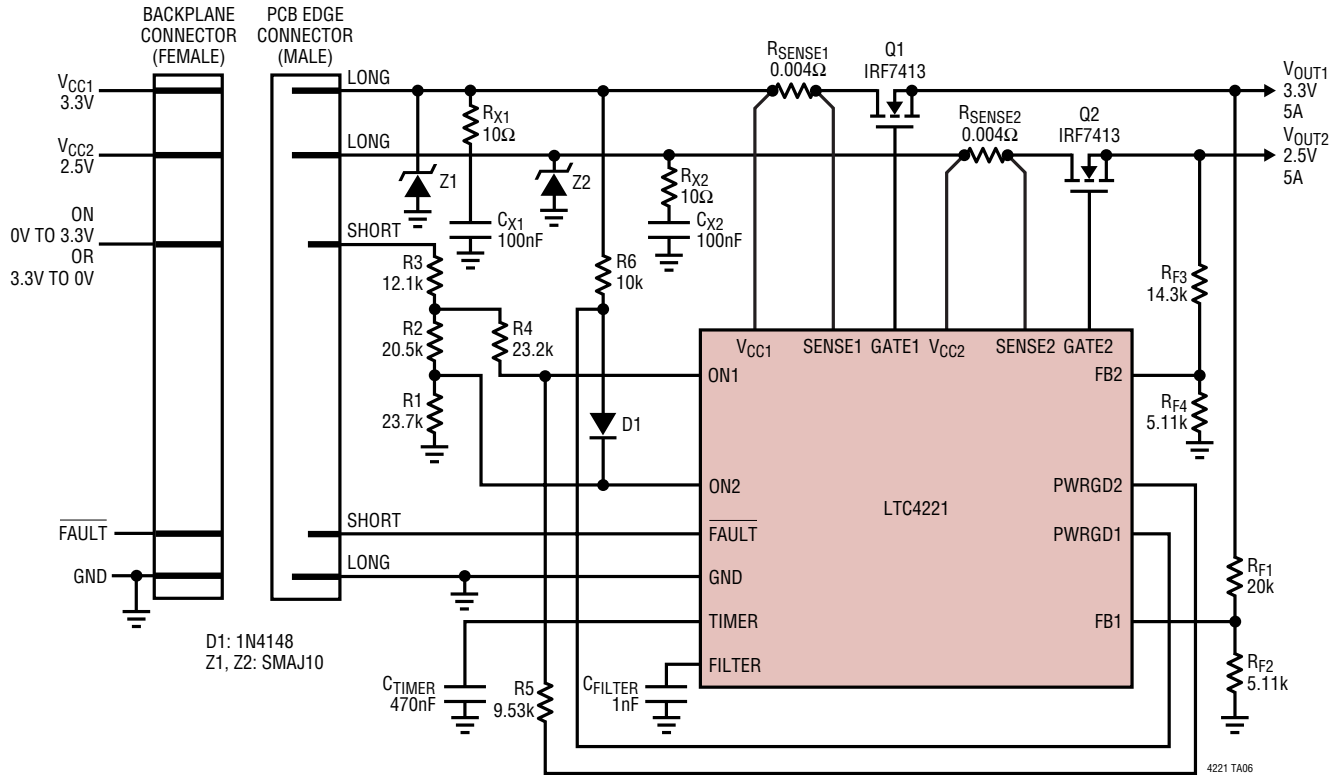 BACKPLANE
CONNECTOR
(FEMALE)
PCB EDGE
CONNECTOR
(MALE)
VCC1
3.3V
VCC2
2.5V
ON
0V TO 3.3V
OR
3.3V TO 0V
FAULT
GND
LONG
LONG
SHORT
SHORT
LONG
Z1
RX1
10Ω
CX1
100nF
Z2
RX2
10Ω
CX2
100nF
RSENSE1
0.004Ω
Q1
IRF7413
RSENSE2
0.004Ω
Q2
IRF7413
VOUT1
3.3V
5A
VOUT2
2.5V
5A
R3
12.1k
R2
20.5k
R4
23.2k
R1
23.7k
R6
10k
D1
RF3
14.3k
RF4
5.11k
RF1
20k
RF2
5.11k
VCC1
SENSE1
GATE1
VCC2
SENSE2
GATE2
ON1
FB2
ON2
PWRGD2
LTC4221
FAULT
PWRGD1
GND
TIMER
FB1
FILTER
D1: 1N4148
Z1, Z2: SMAJ10
CTIMER
470nF
R5
9.53k
CFILTER
1nF
4221 TA06